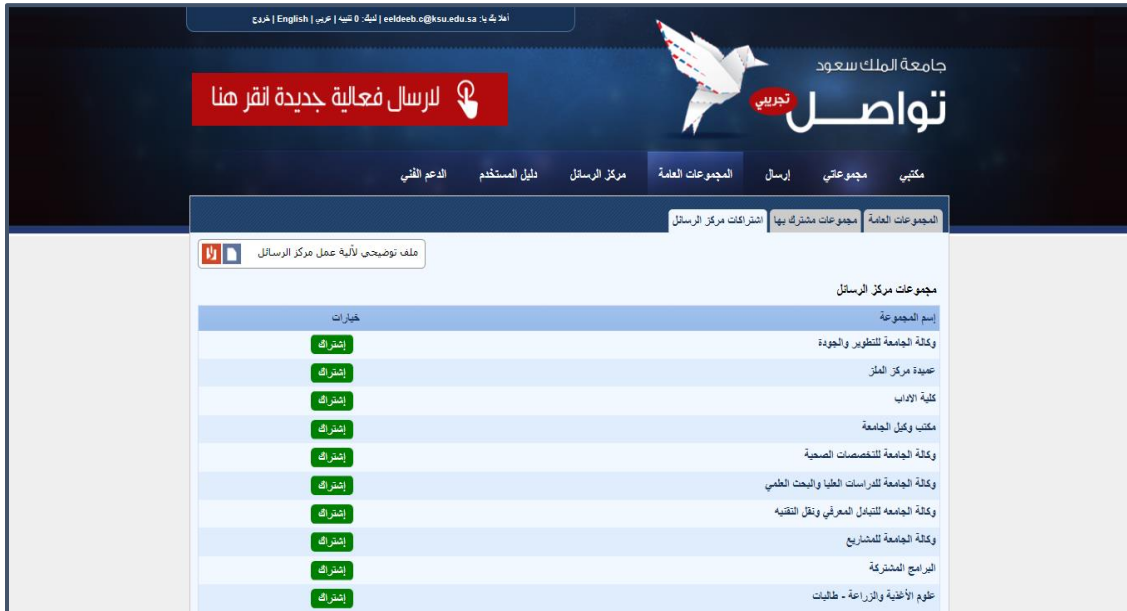 أهلا بك يا: eeldeeb.c@ksu.edu.sa | لديك: 0 تنبيه | عربي | English | خروج
جامعة الملك سعود
تواصل تجريبي
لارسال فعالية جديدة انقر هنا
مكتبي مجموعاتي إرسال المجموعات العامة مركز الرسائل دليل المستخدم الدعم الفني
المجموعات العامة مجموعات مشترك بها اشتراكات مركز الرسائل
ملف توضيحي لآلية عمل مركز الرسائل
مجموعات مركز الرسائل
إسم المجموعة خيارات
وكالة الجامعة للتطوير والجودة إشتراك
عميدة مركز الملز إشتراك
كلية الاداب إشتراك
مكتب وكيل الجامعة إشتراك
وكالة الجامعة للتخصصات الصحية إشتراك
وكالة الجامعة للدراسات العليا والبحث العلمي إشتراك
وكالة الجامعه للتبادل المعرفي ونقل التقنيه إشتراك
وكالة الجامعة للمشاريع إشتراك
البرامج المشتركة إشتراك
علوم الأغذية والزراعة - طالبات إشتراك